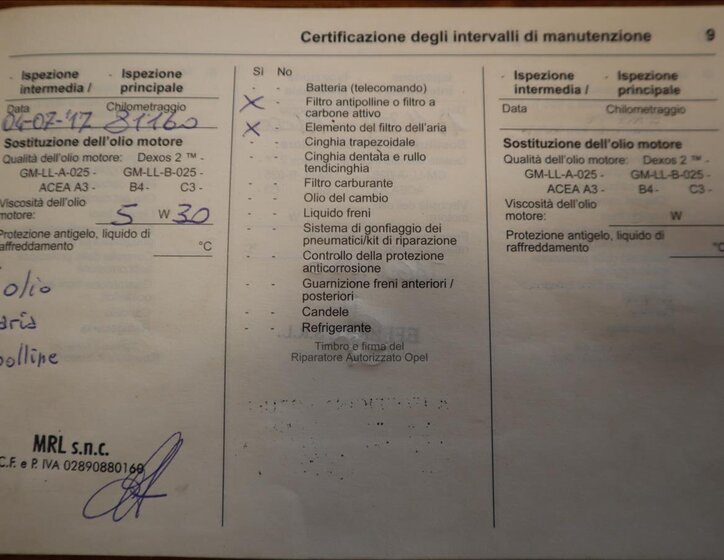 Certificazione degli intervalli di manutenzione 9
- Ispezione intermedia / - Ispezione principale
Data Chilometraggio
04-07-'17 81160
Sostituzione dell'olio motore
Qualità dell'olio motore: Dexos 2 ™ -
GM-LL-A-025 - GM-LL-B-025 -
ACEA A3 - B4 - C3 -
Viscosità dell'olio
motore: 5 W 30
Protezione antigelo, liquido di
raffreddamento °C
olio
aria
polline
MRL s.n.c.
C.F. e P. IVA 02890880160
Si No
- - Batteria (telecomando)
X - Filtro antipolline o filtro a
carbone attivo
X - Elemento del filtro dell'aria
- - Cinghia trapezoidale
- - Cinghia dentata e rullo
tendicinghia
- - Filtro carburante
- - Olio del cambio
- - Liquido freni
- - Sistema di gonfiaggio dei
pneumatici/kit di riparazione
- - Controllo della protezione
anticorrosione
- - Guarnizione freni anteriori /
posteriori
- - Candele
- - Refrigerante
Timbro e firma del
Riparatore Autorizzato Opel
- Ispezione intermedia / - Ispezione principale
Data Chilometraggio
Sostituzione dell'olio motore
Qualità dell'olio motore: Dexos 2 ™ -
GM-LL-A-025 - GM-LL-B-025 -
ACEA A3 - B4 - C3 -
Viscosità dell'olio
motore: W
Protezione antigelo, liquido di
raffreddamento °C